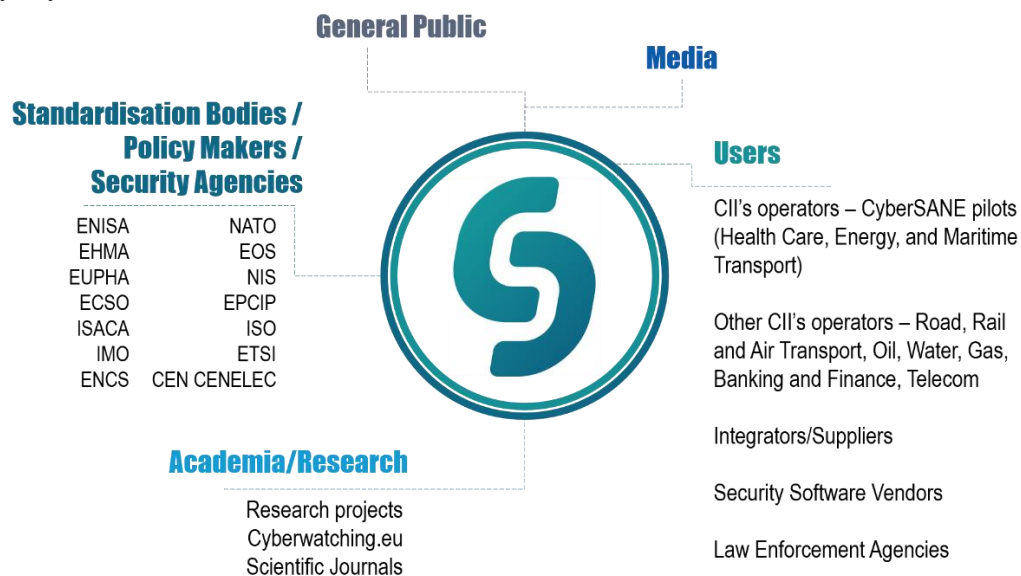 General Public
Media
Standardisation Bodies /
Policy Makers /
Security Agencies
ENISA NATO
EHMA EOS
EUPHA NIS
ECSO EPCIP
ISACA ISO
IMO ETSI
ENCS CEN CENELEC
Users
CII's operators – CyberSANE pilots
(Health Care, Energy, and Maritime
Transport)
Other CII's operators – Road, Rail
and Air Transport, Oil, Water, Gas,
Banking and Finance, Telecom
Integrators/Suppliers
Security Software Vendors
Law Enforcement Agencies
Academia/Research
Research projects
Cyberwatching.eu
Scientific Journals